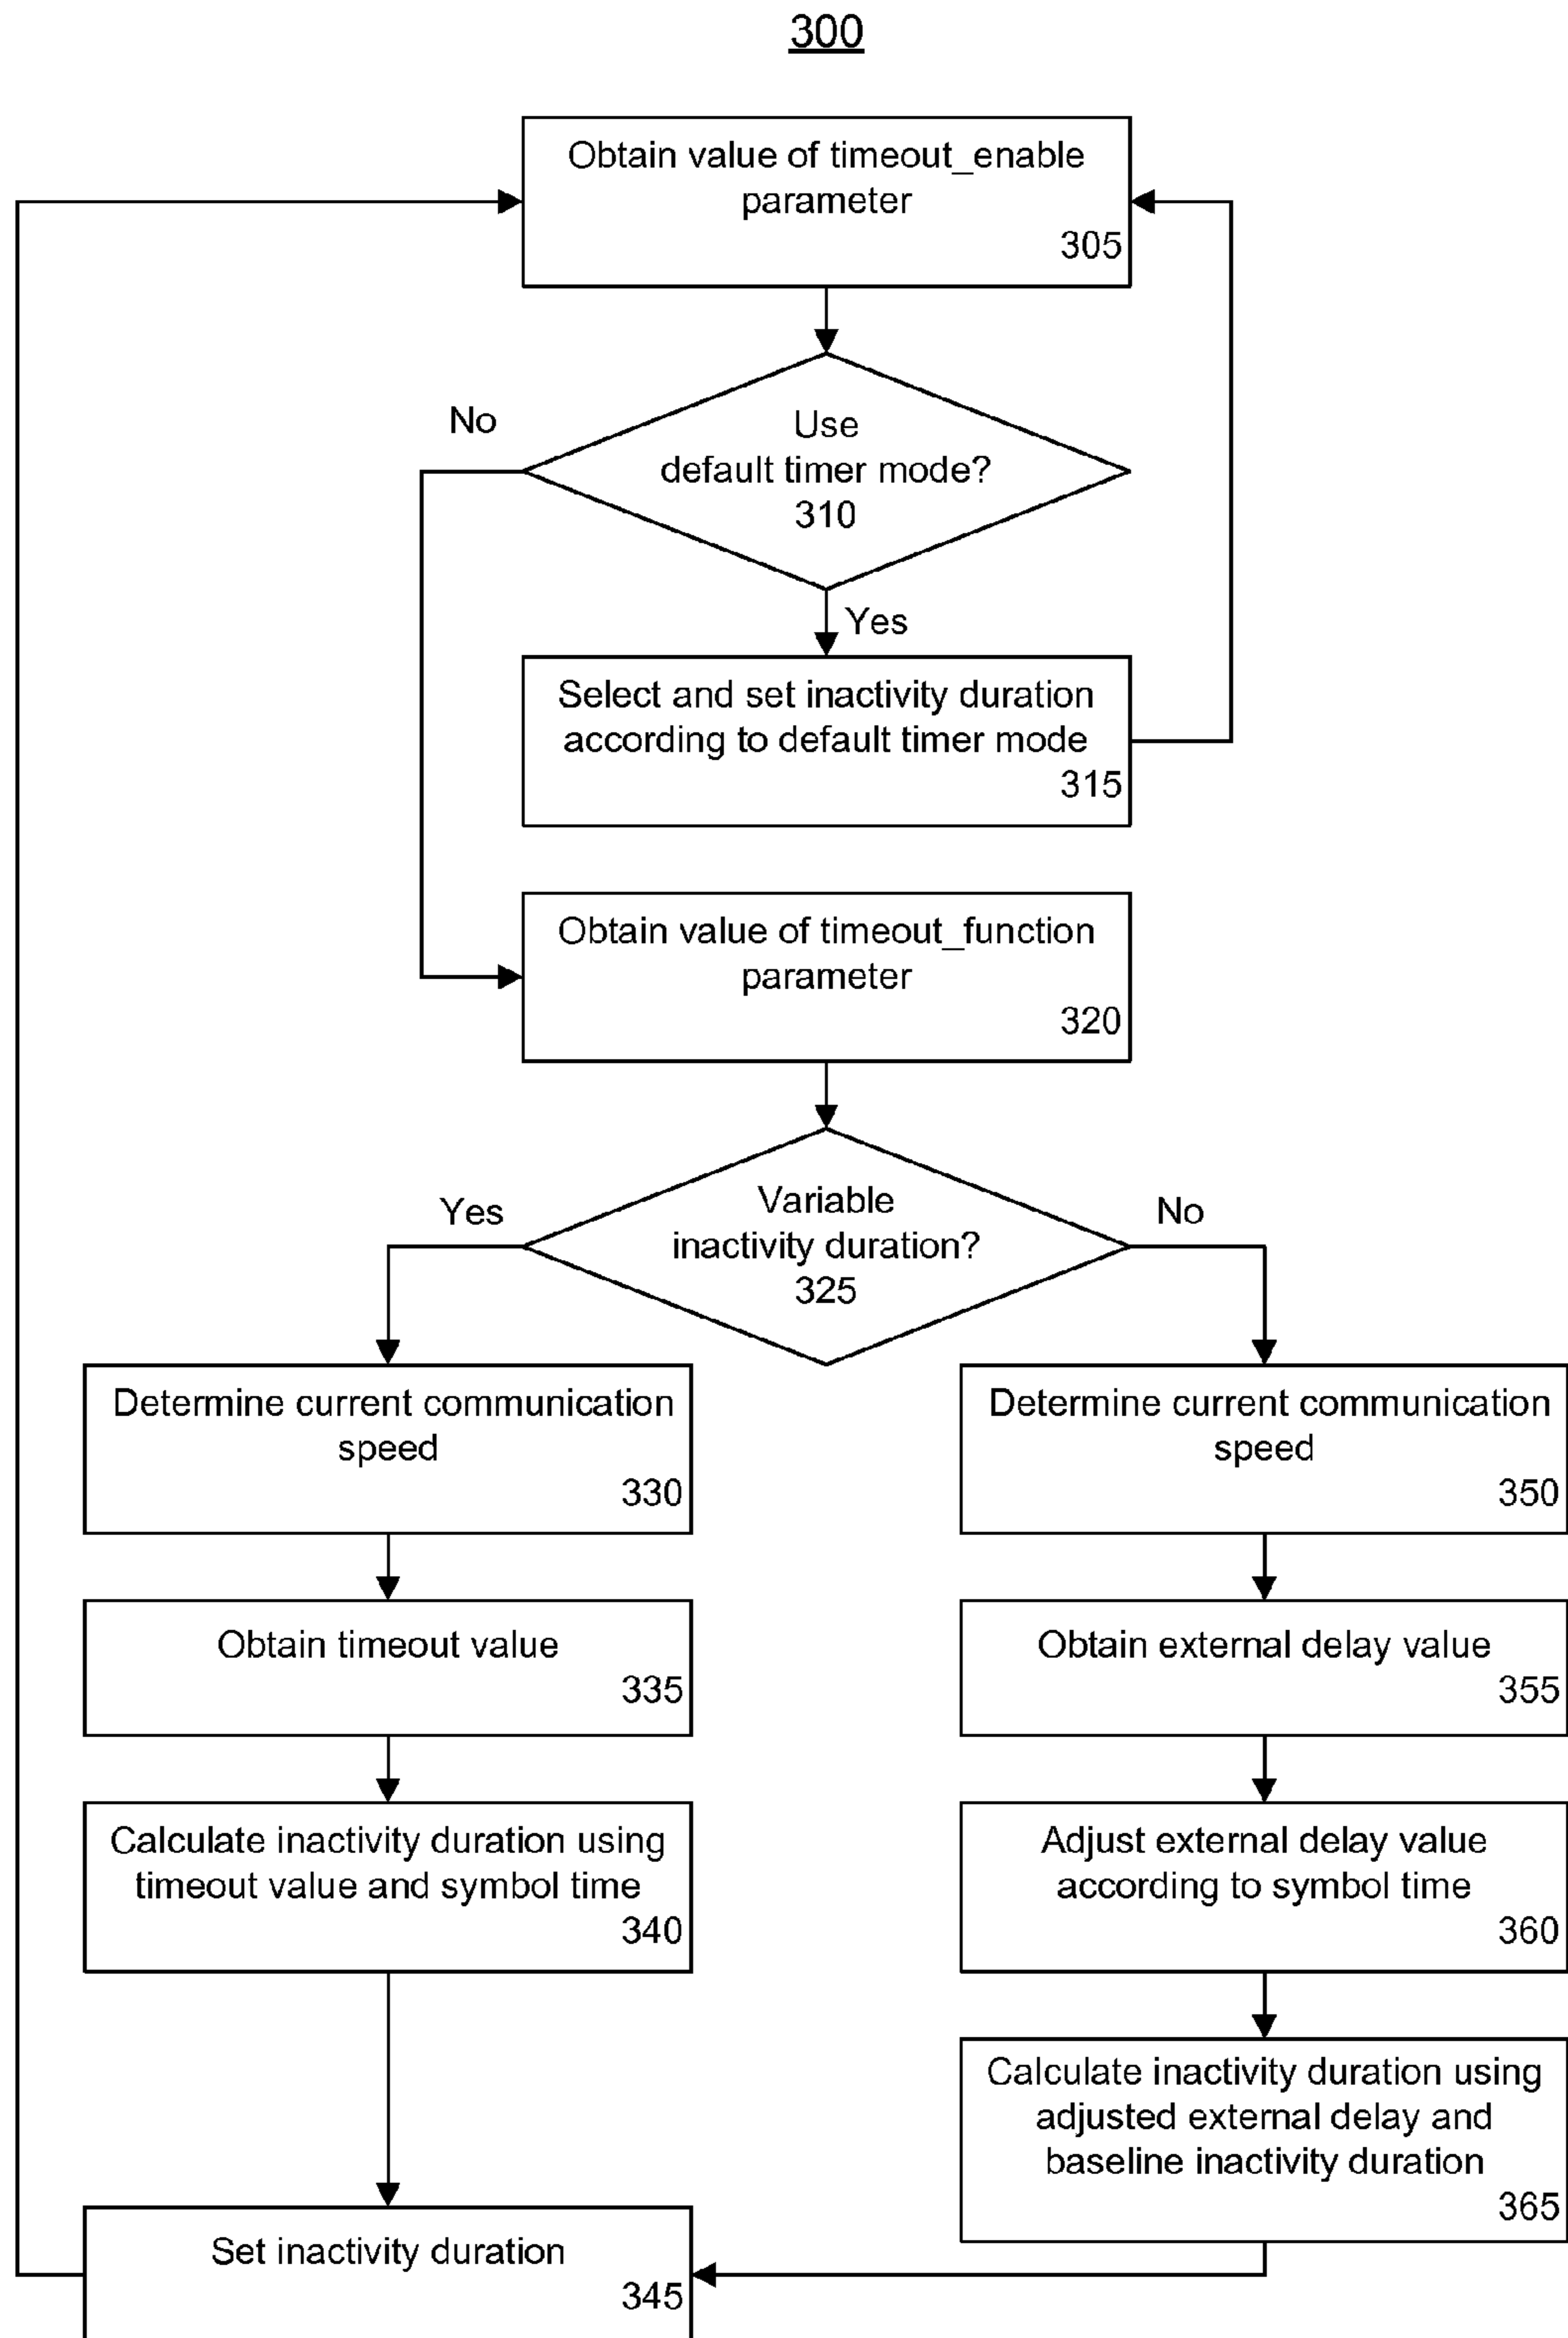 300
Obtain value of timeout_enable
parameter
305
No
Use
default timer mode?
310
Yes
Select and set inactivity duration
according to default timer mode
315
Obtain value of timeout_function
parameter
320
Yes
Variable
inactivity duration?
325
No
Determine current communication
speed
330
Determine current communication
speed
350
Obtain timeout value
335
Obtain external delay value
355
Calculate inactivity duration using
timeout value and symbol time
340
Adjust external delay value
according to symbol time
360
Calculate inactivity duration using
adjusted external delay and
baseline inactivity duration
365
Set inactivity duration
345